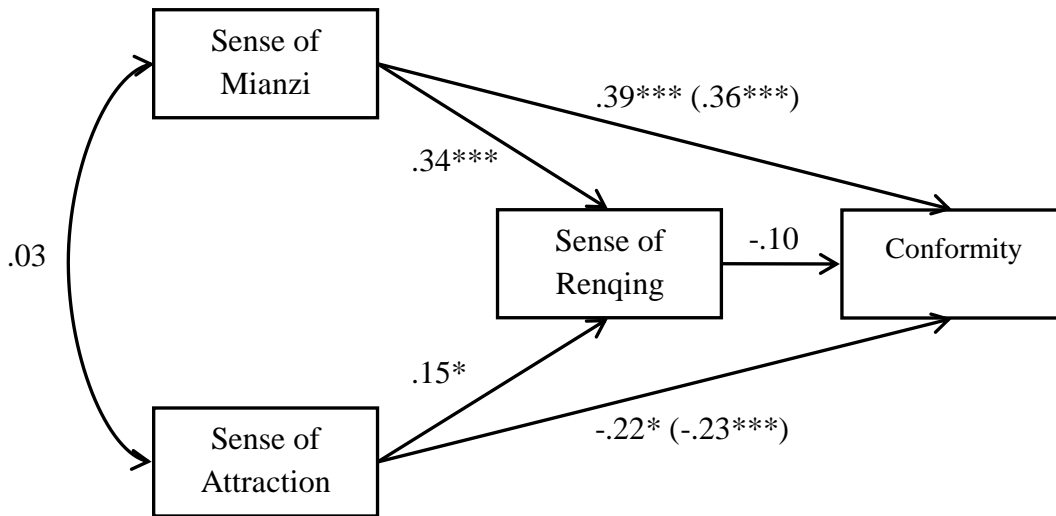 Sense of
Mianzi
.39*** (.36***)
.34***
.03
Sense of
Renqing
-.10
Conformity
.15*
-.22* (-.23***)
Sense of
Attraction